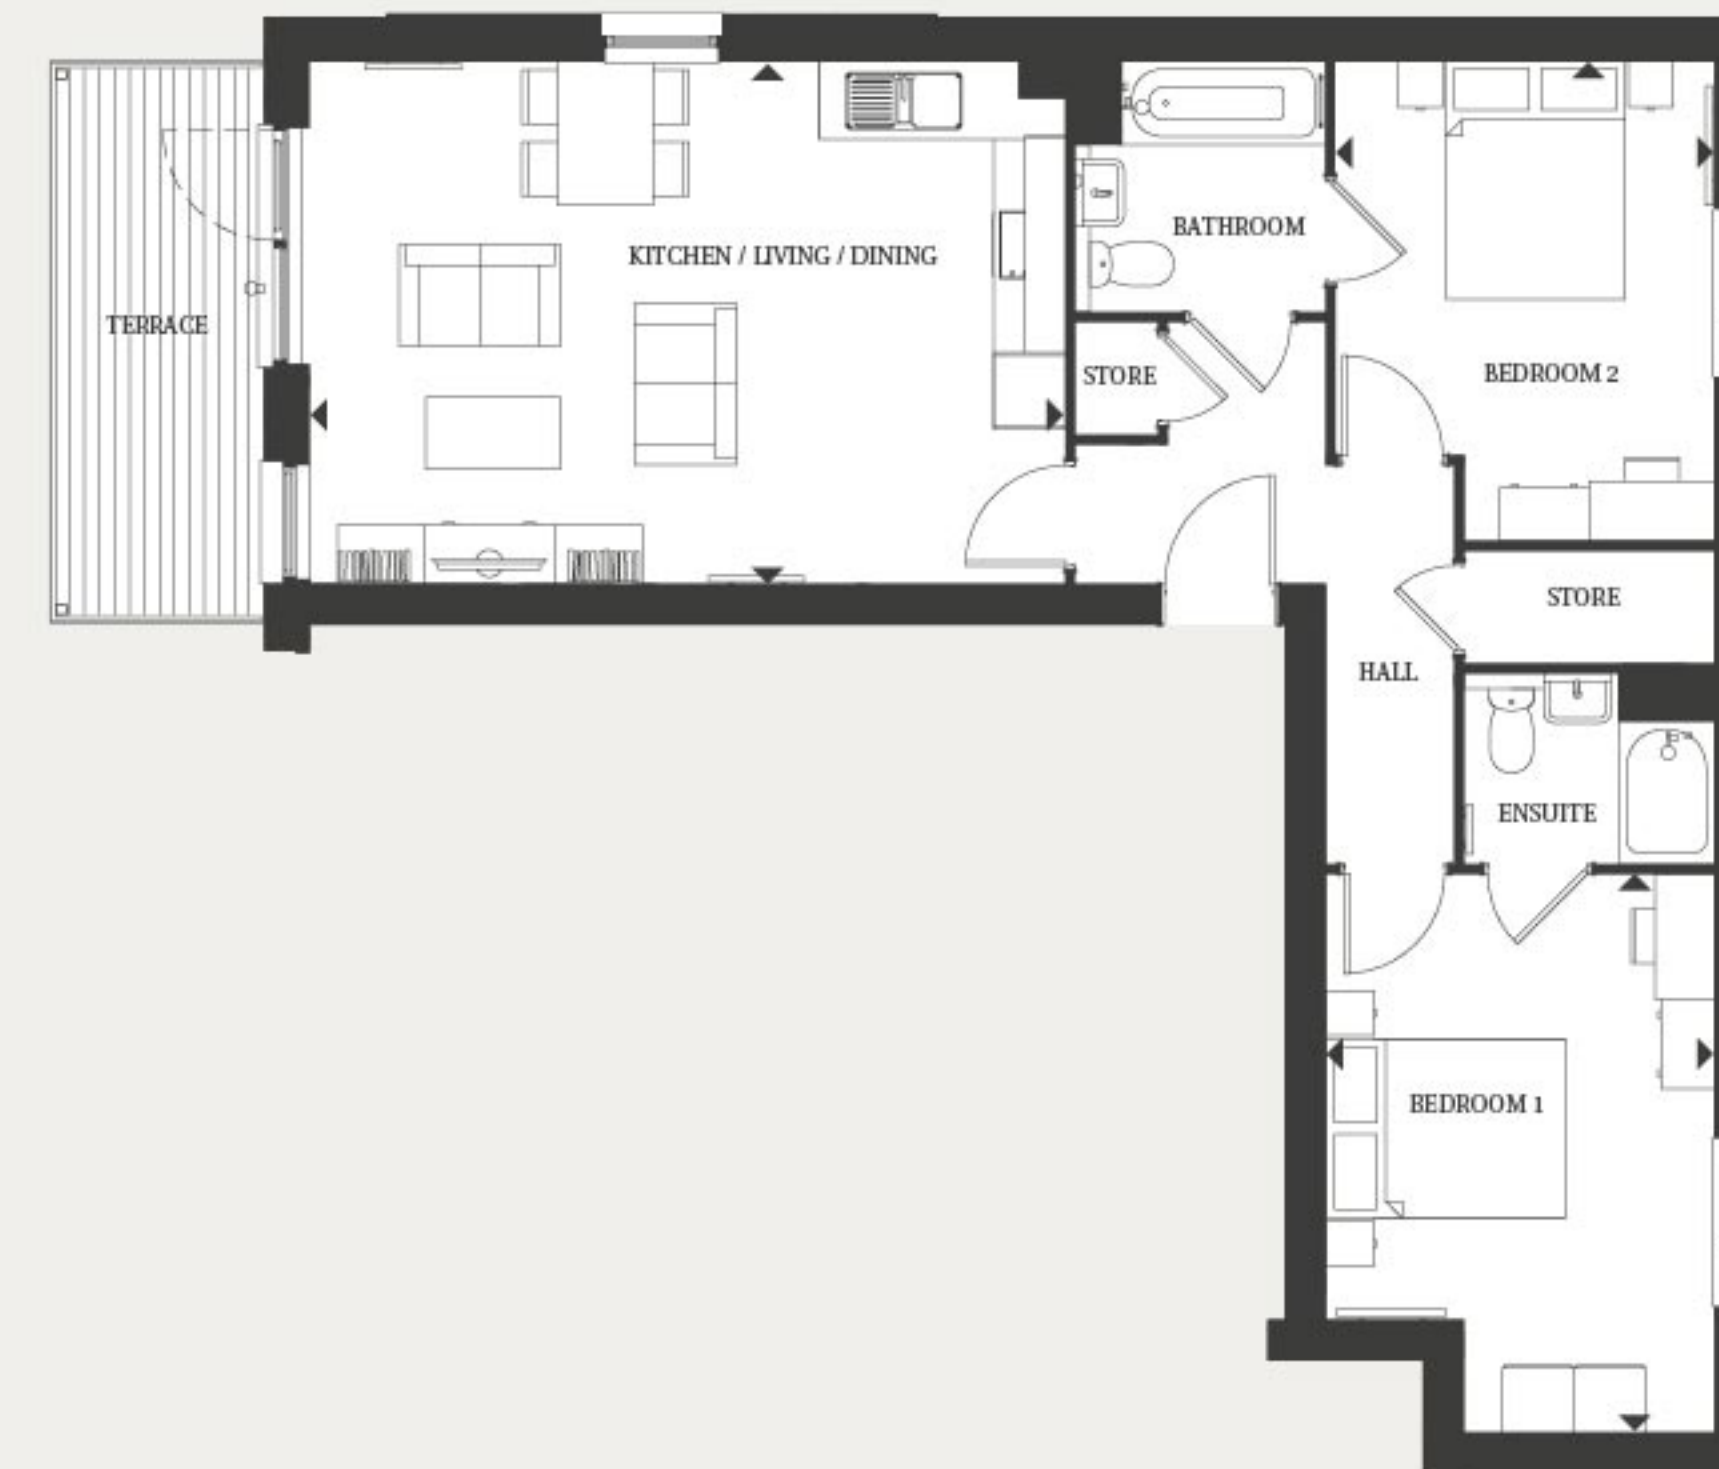 KITCHEN / LIVING / DINING
BATHROOM
TERRACE
STORE
BEDROOM 2
STORE
HALL
ENSUITE
BEDROOM 1